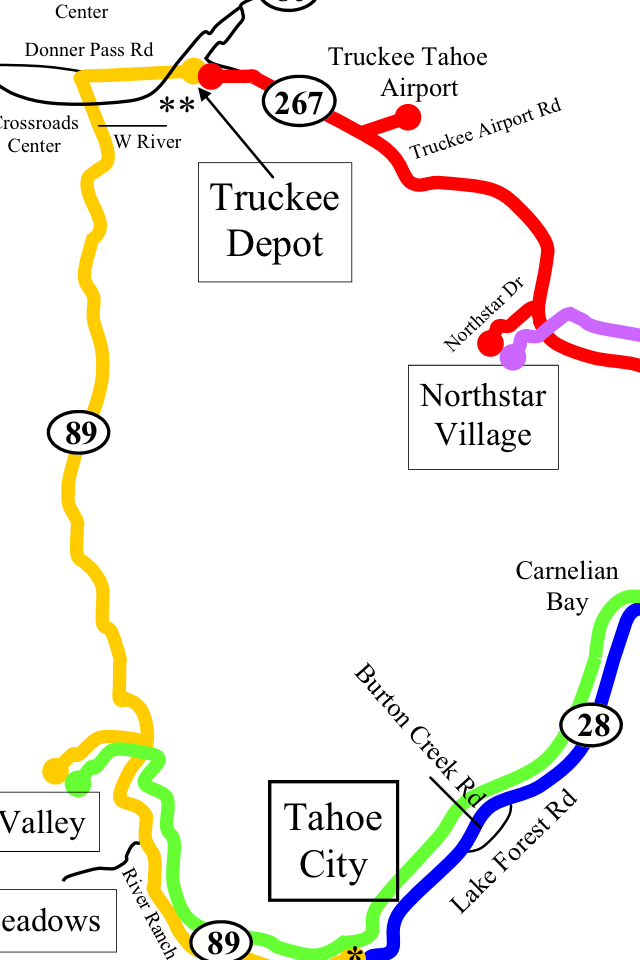 Center
Donner Pass Rd
Truckee Tahoe
Airport
267
**
Crossroads
Center
W River
Truckee Airport Rd
Truckee
Depot
Northstar Dr
Northstar
Village
89
Carnelian
Bay
Burton Creek Rd
28
Tahoe
City
Lake Forest Rd
Valley
River Ranch
eadows
89
*